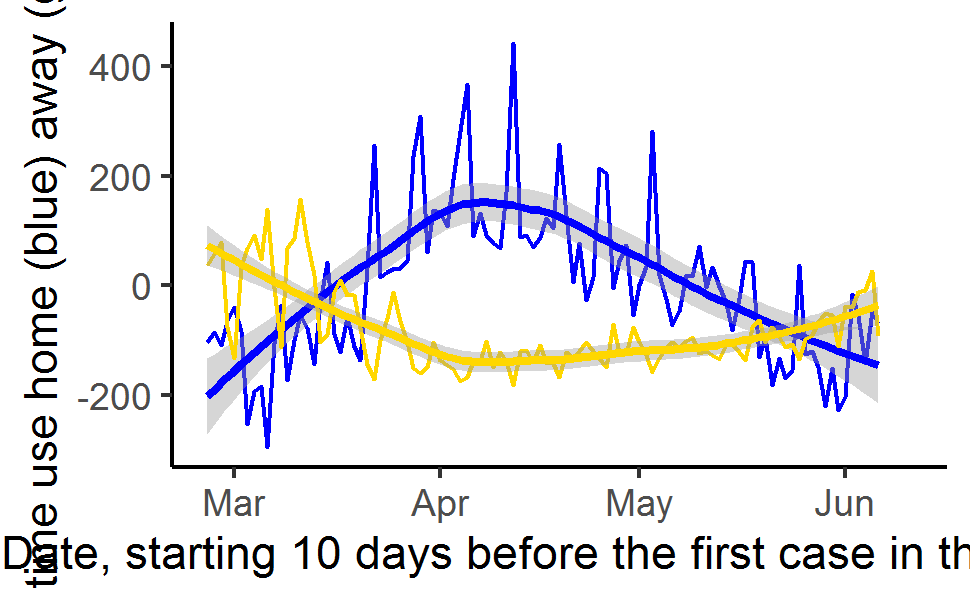 time use home (blue) away (
400
200
0
-200
Mar Apr May Jun
Date, starting 10 days before the first case in th